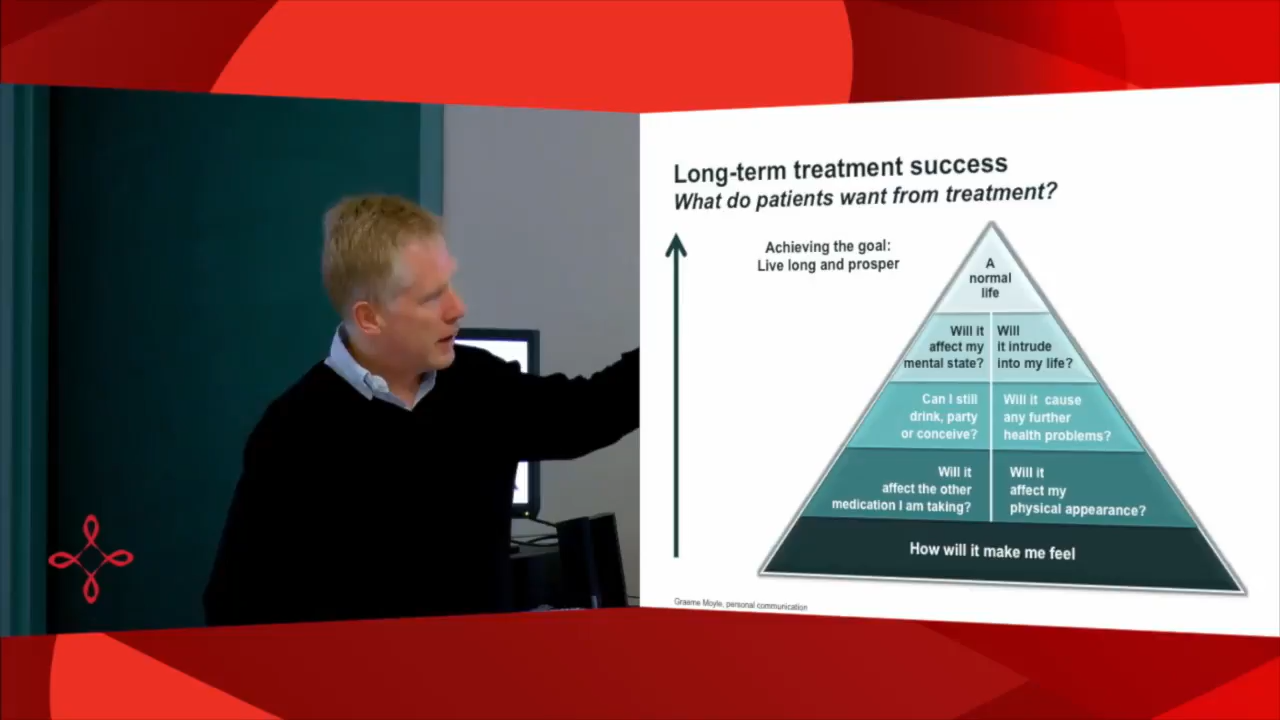 Long-term treatment success
What do patients want from treatment?
Achieving the goal:
Live long and prosper
A
normal
life
Will it
affect my
mental state?
Will
it intrude
into my life?
Can I still
drink, party
or conceive?
Will it cause
any further
health problems?
Will it
affect the other
medication I am taking?
Will it
affect my
physical appearance?
How will it make me feel
Graeme Moyle, personal communication